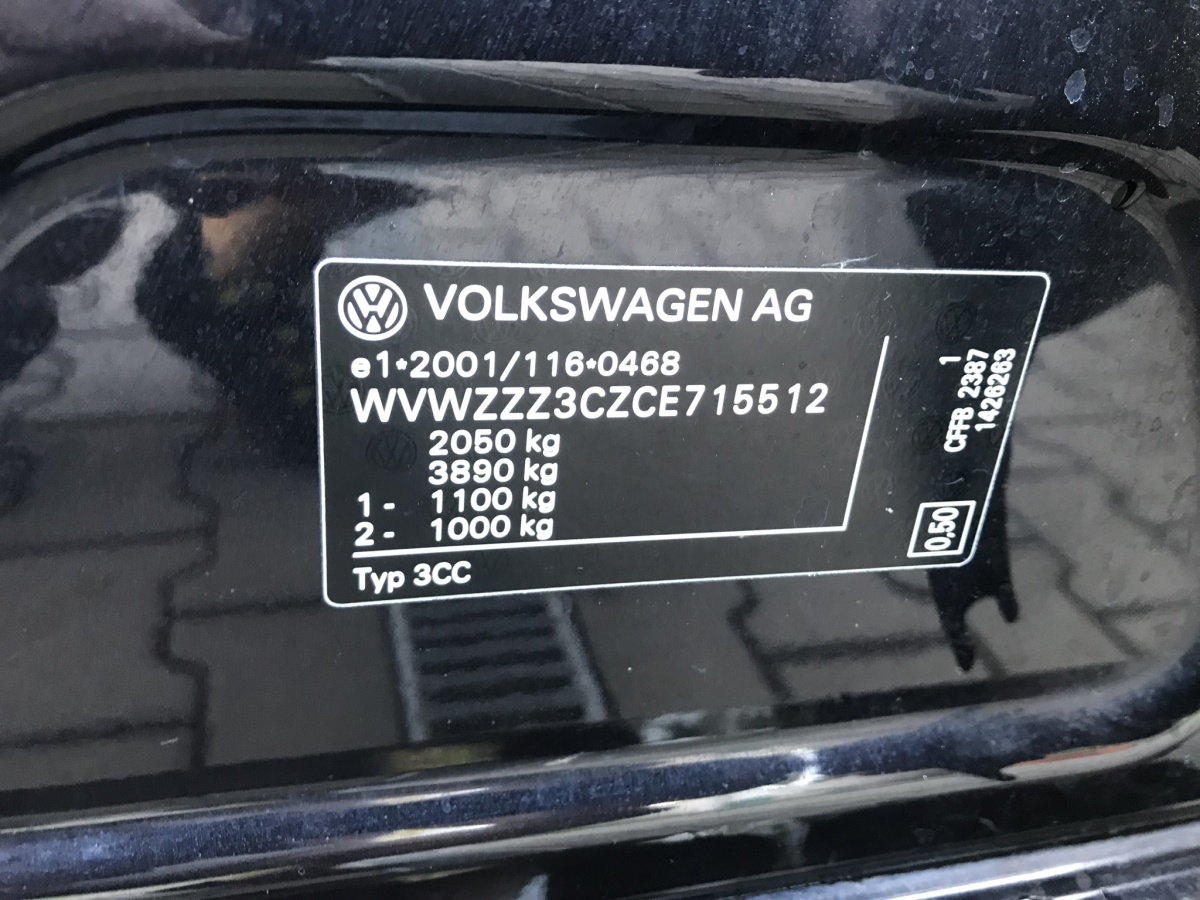 VOLKSWAGEN AG
e1*2001/116*0468
WVWZZZ3CZCE715512
2050 kg
3890 kg
1 - 1100 kg
2 - 1000 kg
Typ 3CC
1
CFFB 2387
1426263
0.50